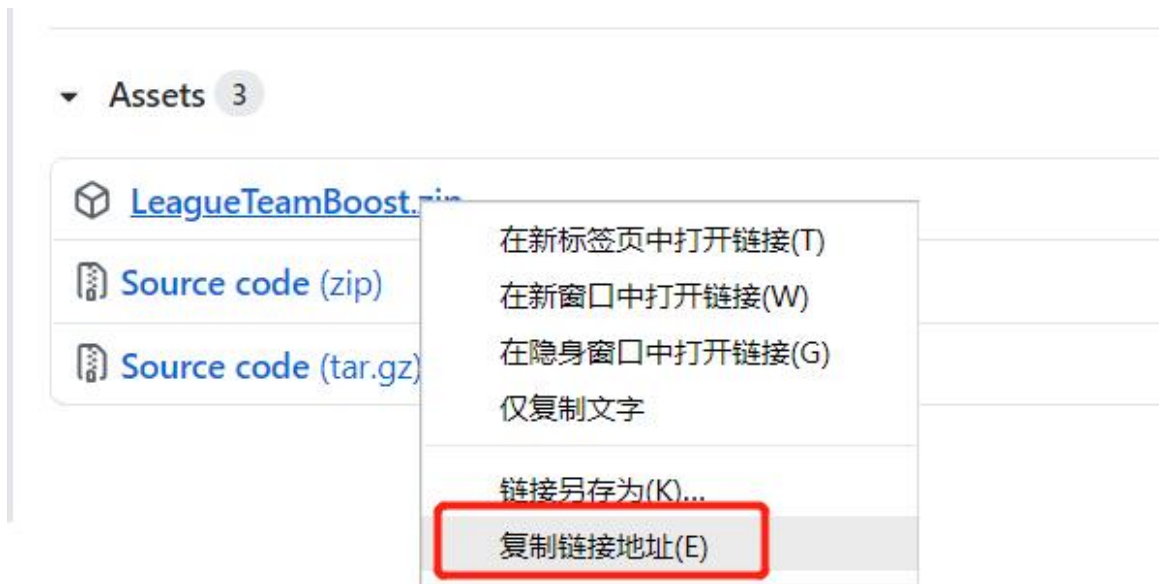 Assets 3
LeagueTeamBoost.zip
在新标签页中打开链接(T)
Source code (zip)
在新窗口中打开链接(W)
在隐身窗口中打开链接(G)
Source code (tar.gz)
仅复制文字
链接另存为(K)...
复制链接地址(E)